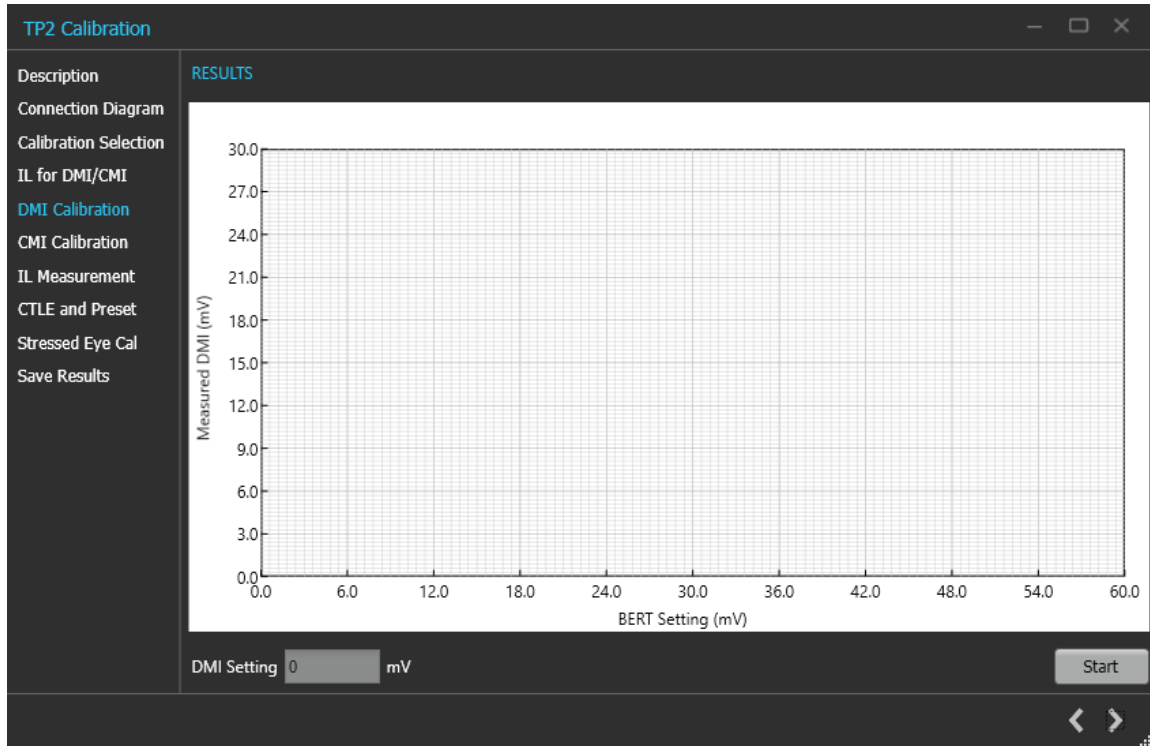 TP2 Calibration
Description
Connection Diagram
Calibration Selection
IL for DMI/CMI
DMI Calibration
CMI Calibration
IL Measurement
CTLE and Preset
Stressed Eye Cal
Save Results
RESULTS
Measured DMI (mV)
30.0
27.0
24.0
21.0
18.0
15.0
12.0
9.0
6.0
3.0
0.0
0.0 6.0 12.0 18.0 24.0 30.0 36.0 42.0 48.0 54.0 60.0
BERT Setting (mV)
DMI Setting 0 mV Start